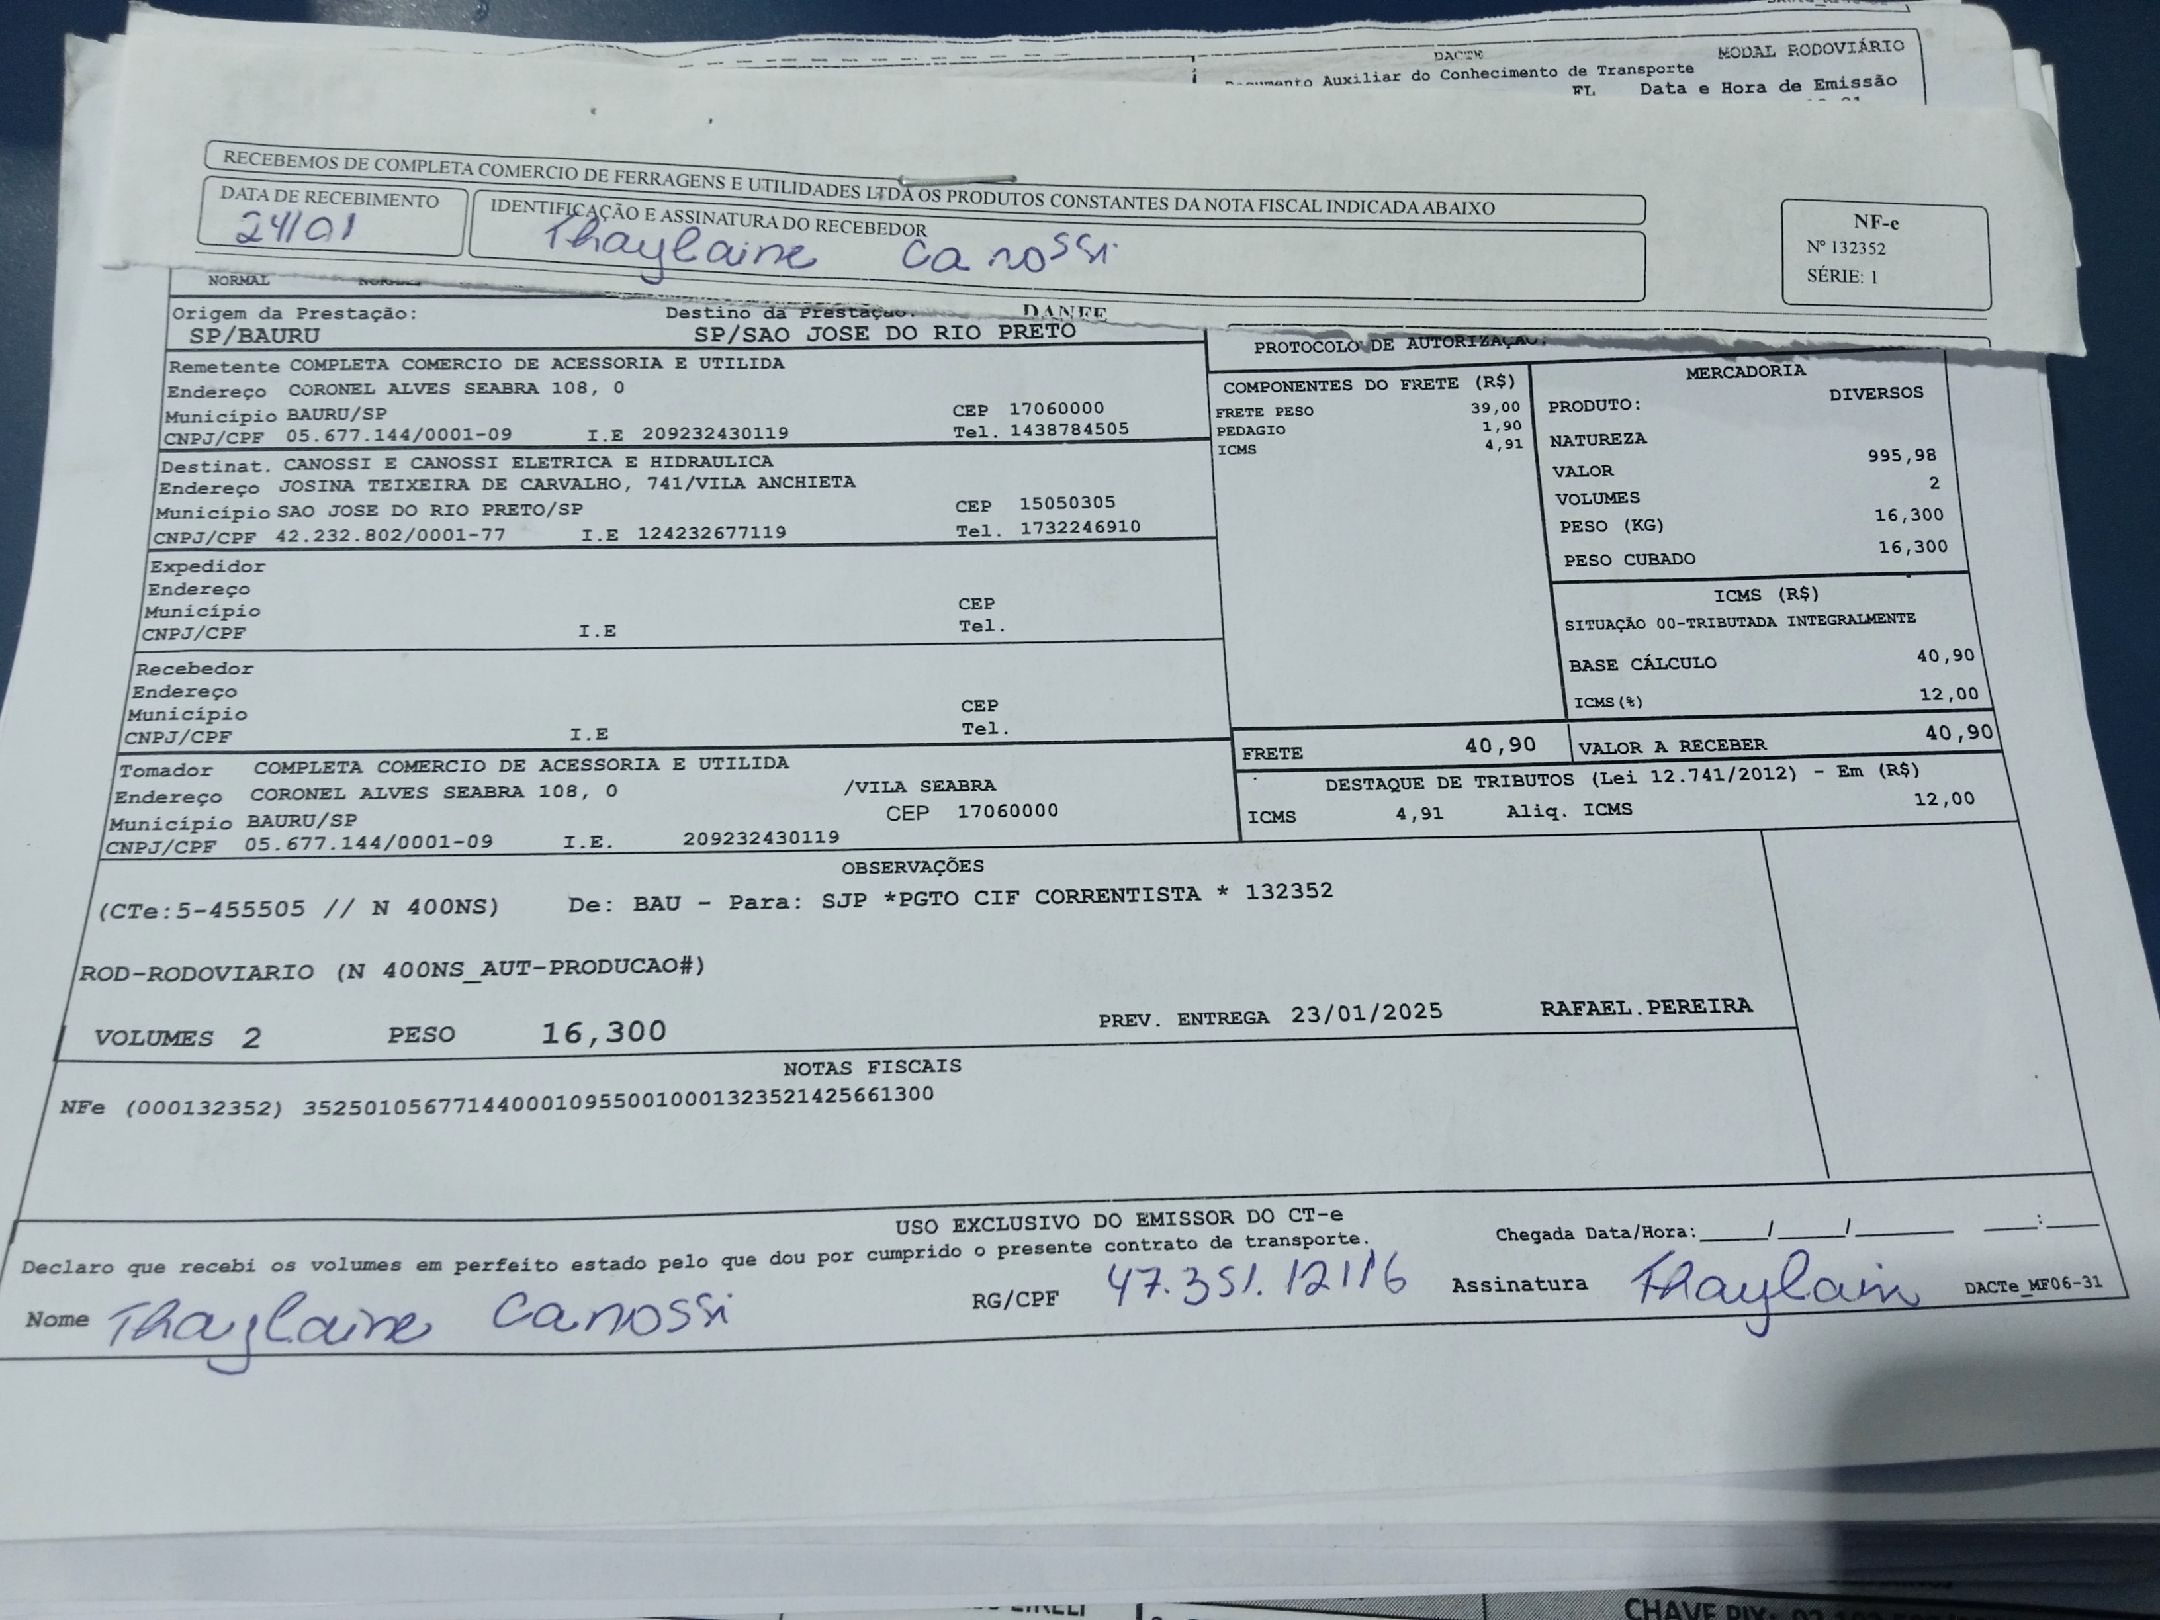 DACTE
MODAL RODOVIÁRIO
Auxiliar do Conhecimento de Transporte
FL Data e Hora de Emissão
RECEBEMOS DE COMPLETA COMERCIO DE FERRAGENS E UTILIDADES LTDA OS PRODUTOS CONSTANTES DA NOTA FISCAL INDICADA ABAIXO
DATA DE RECEBIMENTO
24/01
IDENTIFICAÇÃO E ASSINATURA DO RECEBEDOR
Thaylaine Canossi
NF-e
Nº 132352
SÉRIE: 1
NORMAL
DANFE
Origem da Prestação: Destino da Prestação:
SP/BAURU SP/SAO JOSE DO RIO PRETO
PROTOCOLO DE AUTORIZAÇÃO:
Remetente COMPLETA COMERCIO DE ACESSORIA E UTILIDA
Endereço CORONEL ALVES SEABRA 108, 0
Município BAURU/SP CEP 17060000
CNPJ/CPF 05.677.144/0001-09 I.E 209232430119 Tel. 1438784505
Destinat. CANOSSI E CANOSSI ELETRICA E HIDRAULICA
Endereço JOSINA TEIXEIRA DE CARVALHO, 741/VILA ANCHIETA
Município SAO JOSE DO RIO PRETO/SP CEP 15050305
CNPJ/CPF 42.232.802/0001-77 I.E 124232677119 Tel. 1732246910
Expedidor
Endereço
Município CEP
CNPJ/CPF I.E Tel.
Recebedor
Endereço
Município CEP
CNPJ/CPF I.E Tel.
Tomador COMPLETA COMERCIO DE ACESSORIA E UTILIDA
Endereço CORONEL ALVES SEABRA 108, 0 /VILA SEABRA
Município BAURU/SP CEP 17060000
CNPJ/CPF 05.677.144/0001-09 I.E. 209232430119
COMPONENTES DO FRETE (R$)
FRETE PESO 39,00
PEDAGIO 1,90
ICMS 4,91
MERCADORIA
PRODUTO: DIVERSOS
NATUREZA
VALOR 995,98
VOLUMES 2
PESO (KG) 16,300
PESO CUBADO 16,300
ICMS (R$)
SITUAÇÃO 00-TRIBUTADA INTEGRALMENTE
BASE CÁLCULO 40,90
ICMS(%) 12,00
FRETE 40,90 VALOR A RECEBER 40,90
DESTAQUE DE TRIBUTOS (Lei 12.741/2012) - Em (R$)
ICMS 4,91 Aliq. ICMS 12,00
OBSERVAÇÕES
(CTe:5-455505 // N 400NS) De: BAU - Para: SJP *PGTO CIF CORRENTISTA * 132352
ROD-RODOVIARIO (N 400NS_AUT-PRODUCAO#)
VOLUMES 2 PESO 16,300 PREV. ENTREGA 23/01/2025 RAFAEL.PEREIRA
NOTAS FISCAIS
NFe (000132352) 35250105677144000109550010001323521425661300
USO EXCLUSIVO DO EMISSOR DO CT-e
Declaro que recebi os volumes em perfeito estado pelo que dou por cumprido o presente contrato de transporte.
Chegada Data/Hora:_____/_____/_______ ____:____
Nome Thaylaine Canossi RG/CPF 47.351.12116 Assinatura Thaylain DACTe_MF06-31
CHAVE PIX: